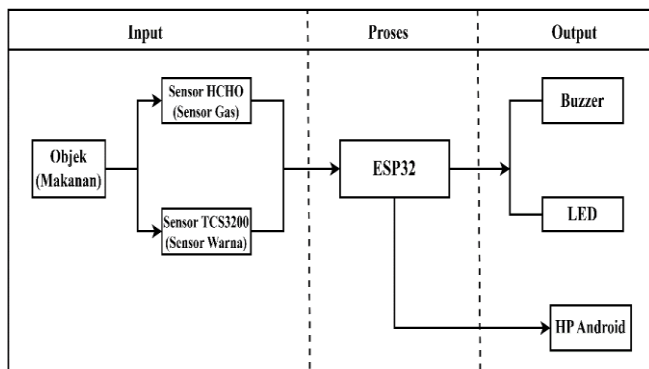 Input
Proses
Output
Sensor HCHO
(Sensor Gas)
Buzzer
Objek
(Makanan)
ESP32
Sensor TCS3200
(Sensor Warna)
LED
HP Android